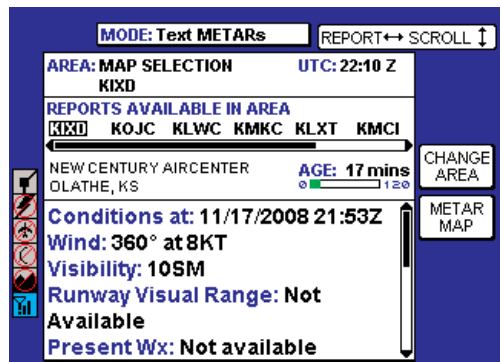 MODE: Text METARs
REPORT↔ SCROLL ↕
AREA: MAP SELECTION UTC: 22:10 Z
KIXD
REPORTS AVAILABLE IN AREA
KIXD KOJC KLWC KMKC KLXT KMCI
NEW CENTURY AIRCENTER AGE: 17 mins
OLATHE, KS 0 120
CHANGE
AREA
METAR
MAP
Conditions at: 11/17/2008 21:53Z
Wind: 360° at 8KT
Visibility: 10SM
Runway Visual Range: Not
Available
Present Wx: Not available